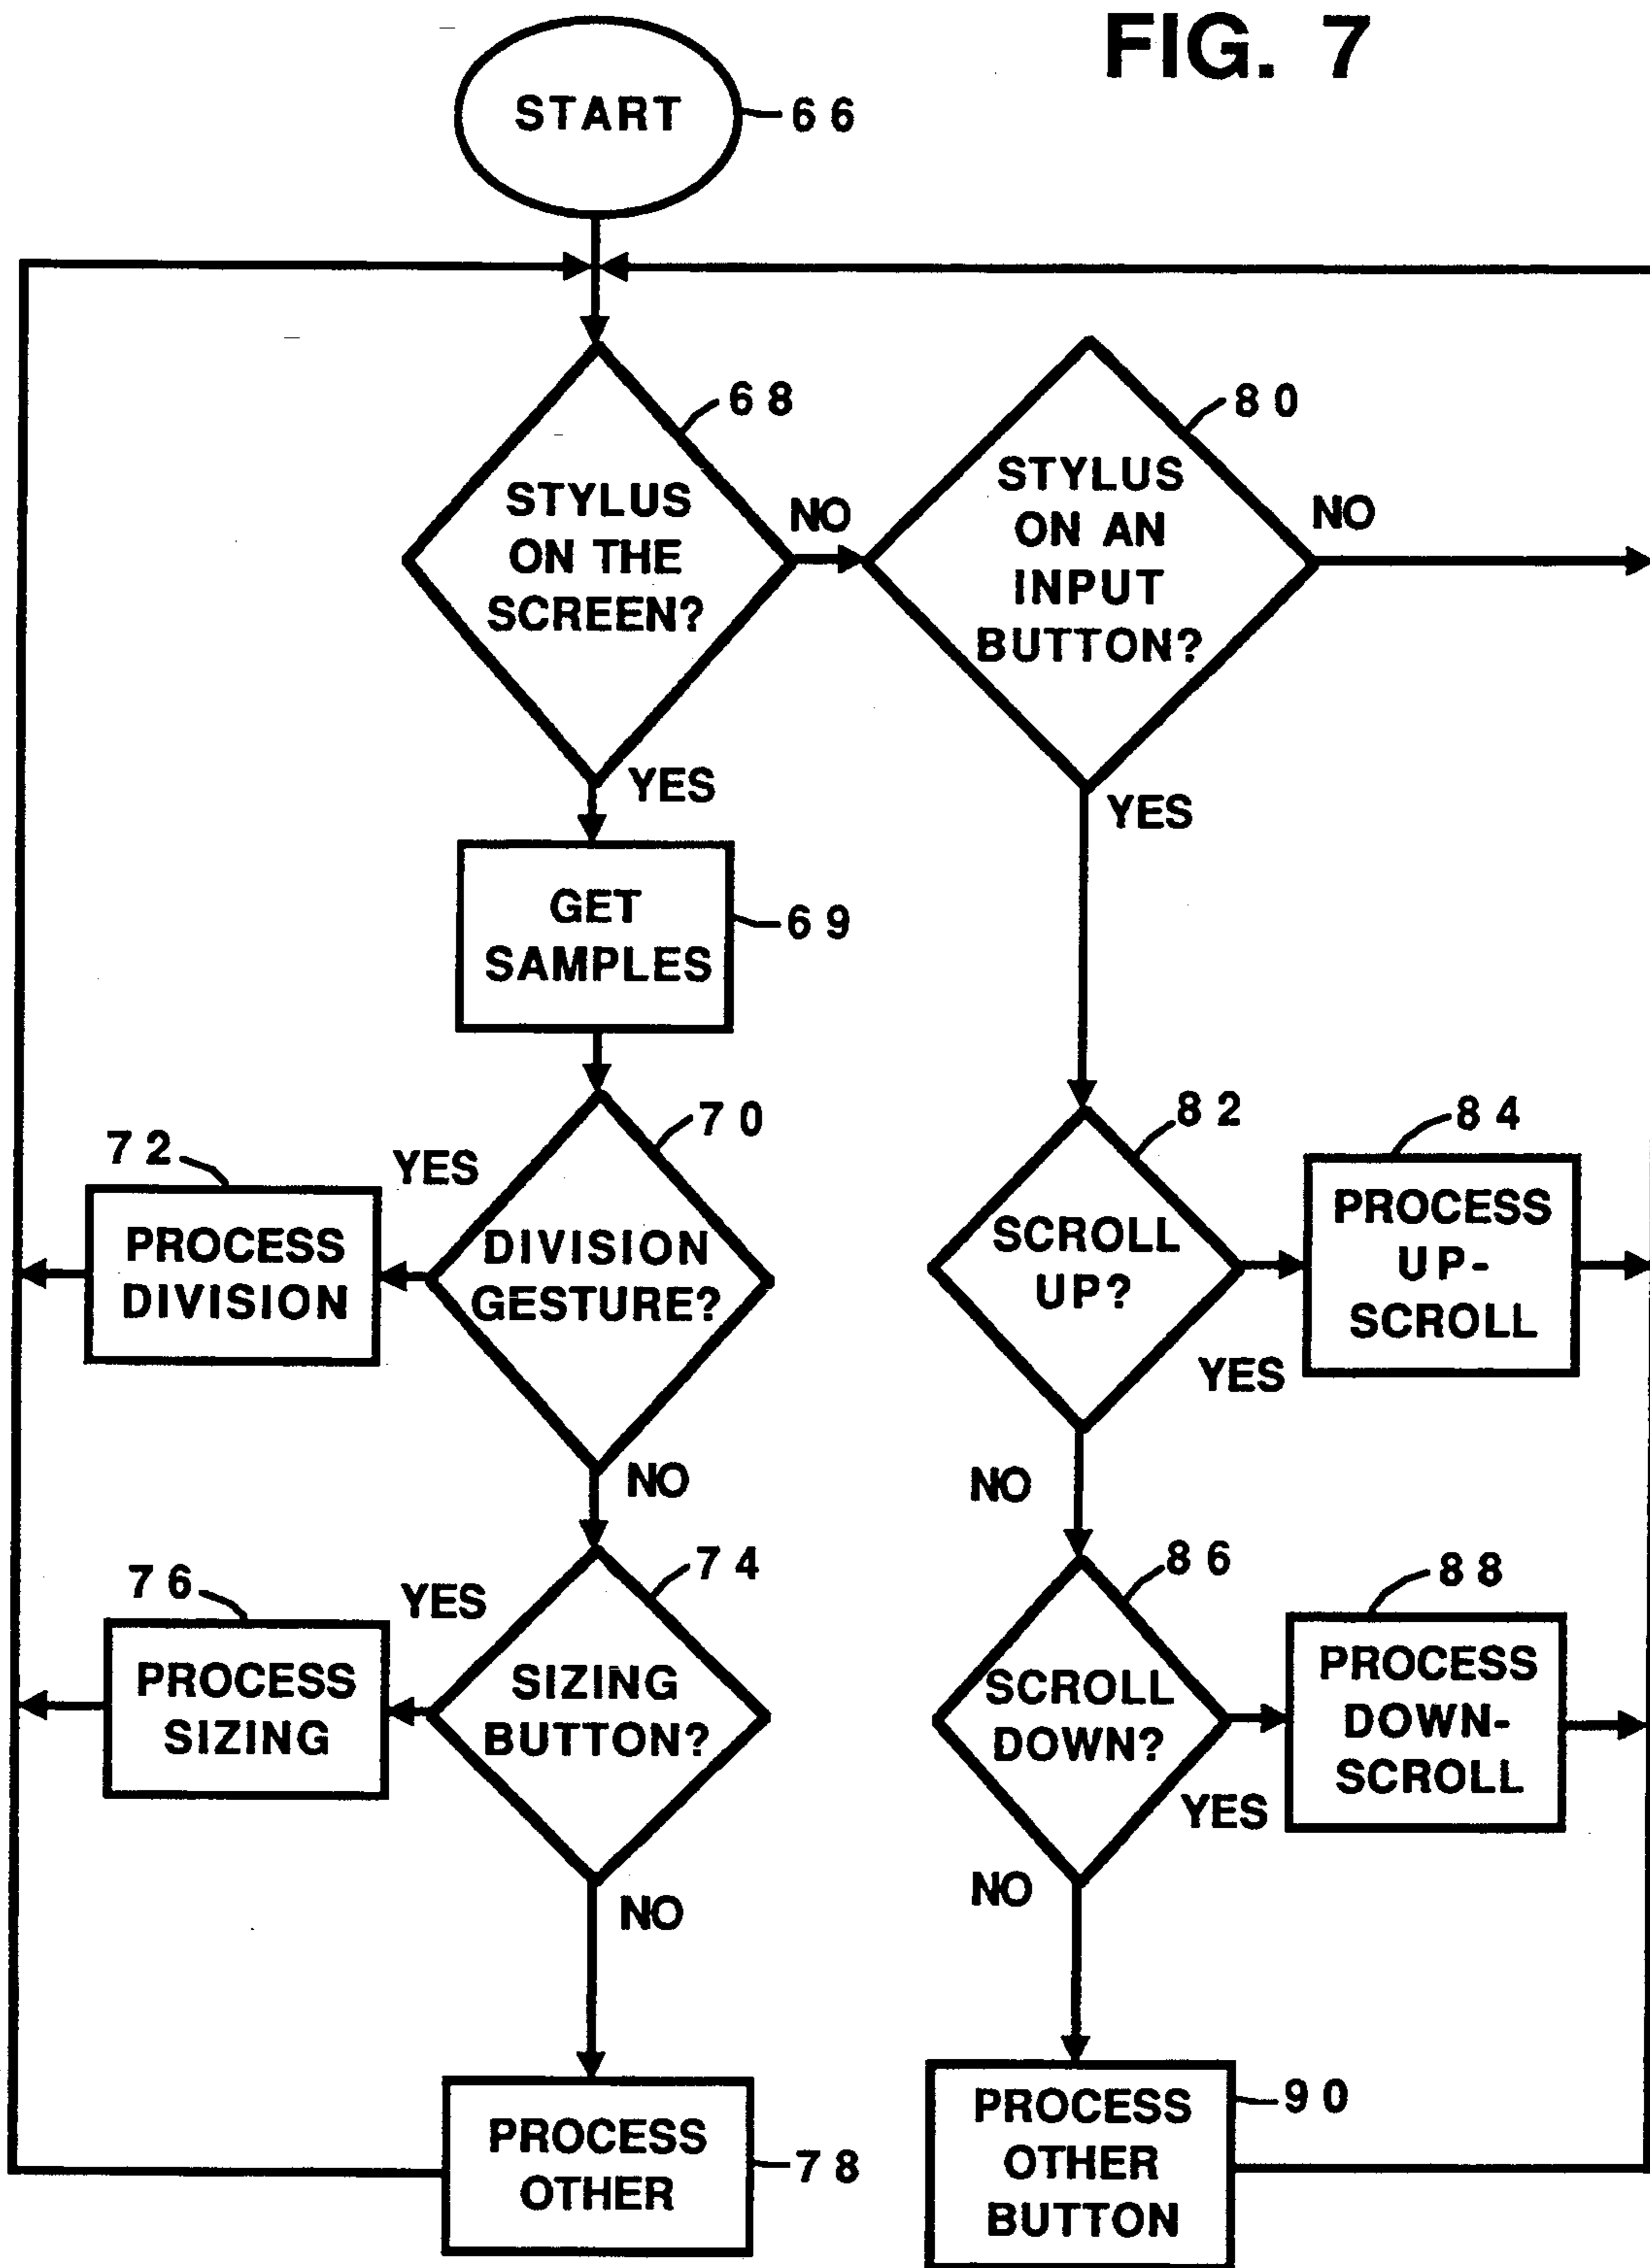 FIG. 7
START
66
68
STYLUS
ON THE
SCREEN?
NO
YES
80
STYLUS
ON AN
INPUT
BUTTON?
NO
YES
GET
SAMPLES
69
70
DIVISION
GESTURE?
YES
NO
72
PROCESS
DIVISION
82
SCROLL
UP?
YES
NO
84
PROCESS
UP-
SCROLL
74
SIZING
BUTTON?
YES
NO
76
PROCESS
SIZING
86
SCROLL
DOWN?
YES
NO
88
PROCESS
DOWN-
SCROLL
PROCESS
OTHER
78
PROCESS
OTHER
BUTTON
90